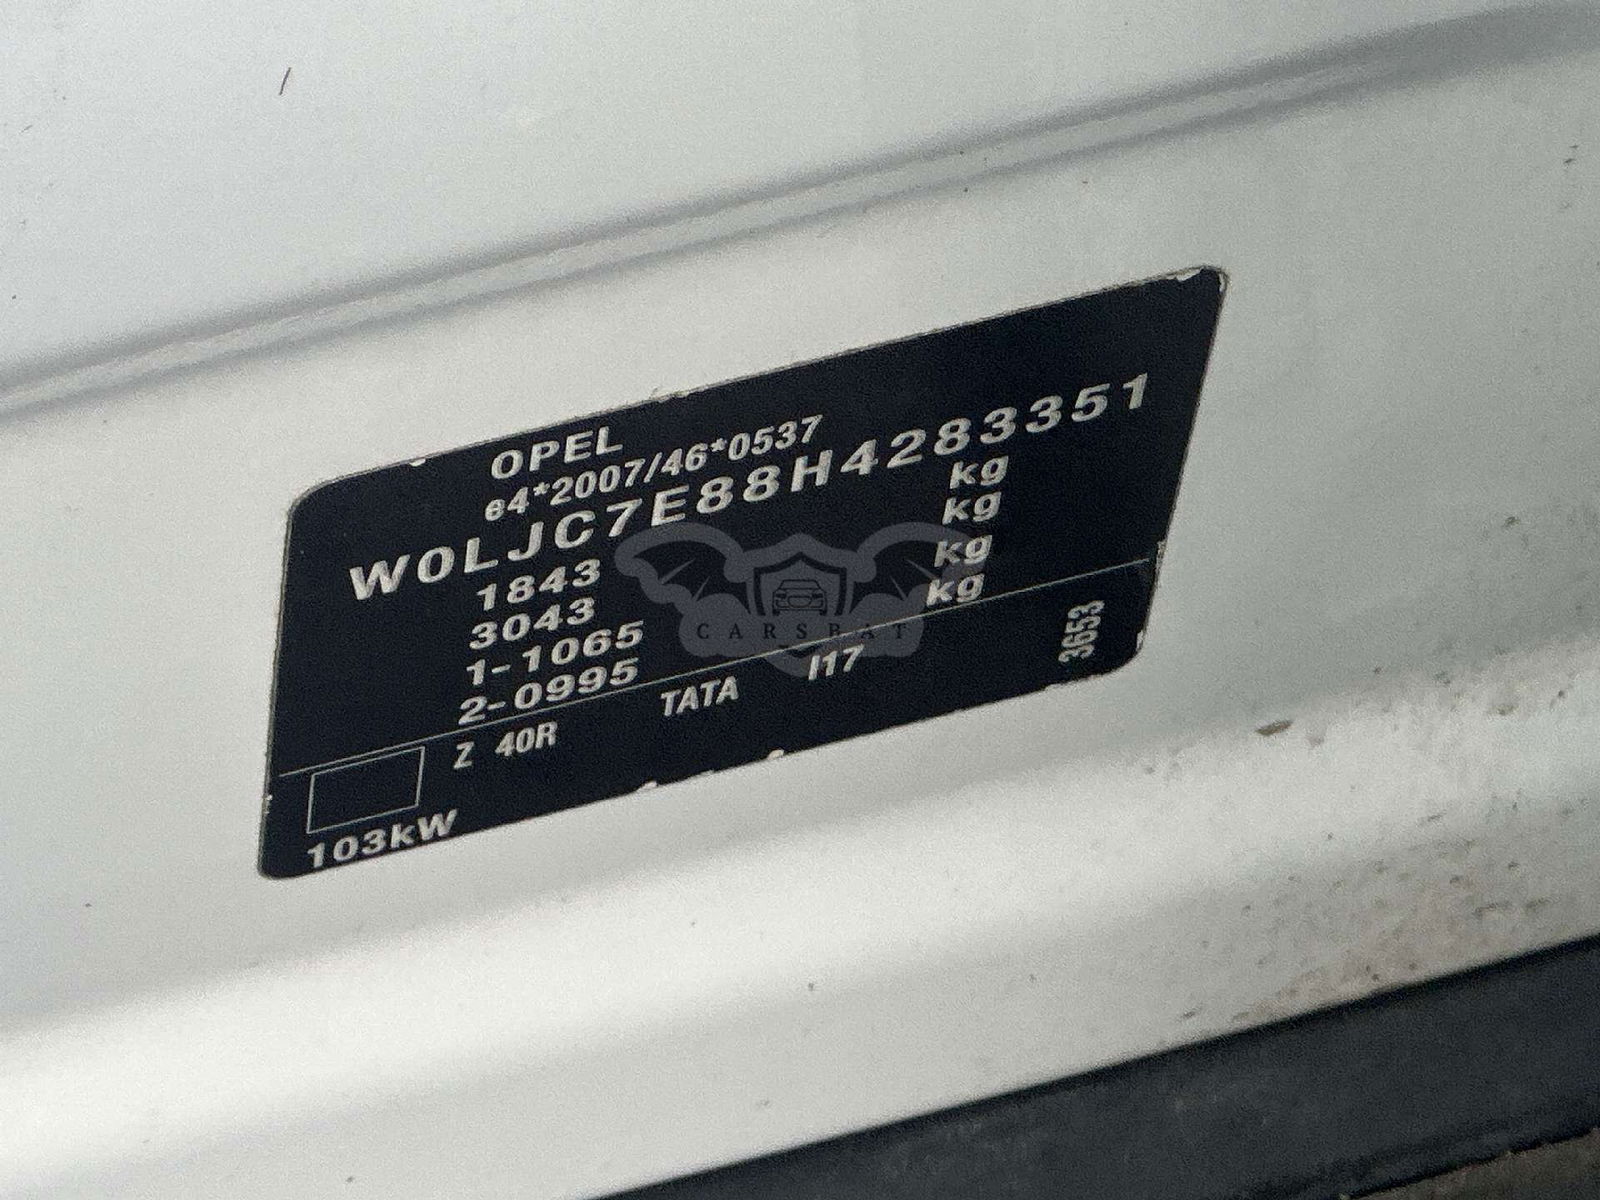 OPEL
e4*2007/46*0537
W0LJC7E88H4283351
1843 kg
3043 kg
1-1065 kg
2-0995 kg
CARSBAT
Z 40R TATA I17 3653
103kW